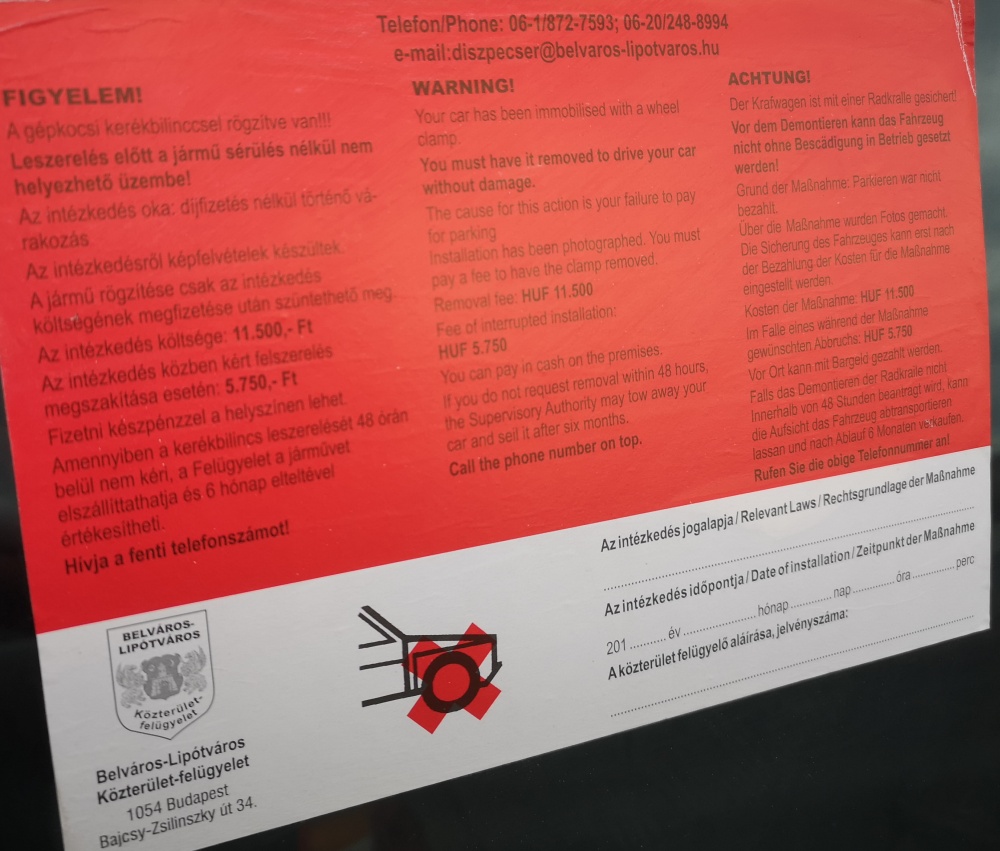 Telefon/Phone: 06-1/872-7593; 06-20/248-8994
e-mail:diszpecser@belvaros-lipotvaros.hu
FIGYELEM!
A gépkocsi kerékbilinccsel rögzítve van!!!
Leszerelés előtt a jármű sérülés nélkül nem
helyezhető üzembe!
Az intézkedés oka: díjfizetés nélkül történő vá-
rakozás.
Az intézkedésről képfelvételek készültek.
A jármű rögzítése csak az intézkedés
költségének megfizetése után szüntethető meg.
Az intézkedés költsége: 11.500,- Ft
Az intézkedés közben kért felszerelés
megszakítása esetén: 5.750,- Ft
Fizetni készpénzzel a helyszínen lehet.
Amennyiben a kerékbilincs leszerelését 48 órán
belül nem kéri, a Felügyelet a járművet
elszállíttathatja és 6 hónap elteltével
értékesítheti.
Hívja a fenti telefonszámot!
WARNING!
Your car has been immobilised with a wheel
clamp.
You must have it removed to drive your car
without damage.
The cause for this action is your failure to pay
for parking
Installation has been photographed. You must
pay a fee to have the clamp removed.
Removal fee: HUF 11.500
Fee of interrupted installation:
HUF 5.750
You can pay in cash on the premises.
If you do not request removal within 48 hours,
the Supervisory Authority may tow away your
car and sell it after six months.
Call the phone number on top.
ACHTUNG!
Der Krafwagen ist mit einer Radkralle gesichert!
Vor dem Demontieren kann das Fahrzeug
nicht ohne Bescädigung in Betrieb gesetzt
werden!
Grund der Maßnahme: Parkieren war nicht
bezahlt.
Über die Maßnahme wurden Fotos gemacht.
Die Sicherung des Fahrzeuges kann erst nach
der Bezahlung der Kosten für die Maßnahme
eingestellt werden.
Kosten der Maßnahme: HUF 11.500
Im Falle eines während der Maßnahme
gewünschten Abbruchs: HUF 5.750
Vor Ort kann mit Bargeld gezahlt werden.
Falls das Demontieren der Radkralle nicht
Innerhalb von 48 Stunden beantragt wird, kann
die Aufsicht das Fahrzeug abtransportieren
lassan und nach Ablauf 6 Monaten verkaufen.
Rufen Sie die obige Telefonnummer an!
Az intézkedés jogalapja / Relevant Laws / Rechtsgrundlage der Maßnahme
Az intézkedés időpontja / Date of installation / Zeitpunkt der Maßnahme
201.......... év .................... hónap ........... nap ........... óra ........... perc
A közterület felügyelő aláírása, jelvényszáma:
BELVÁROS-
LIPÓTVÁROS
Közterület-
felügyelet
Belváros-Lipótváros
Közterület-felügyelet
1054 Budapest
Bajcsy-Zsilinszky út 34.